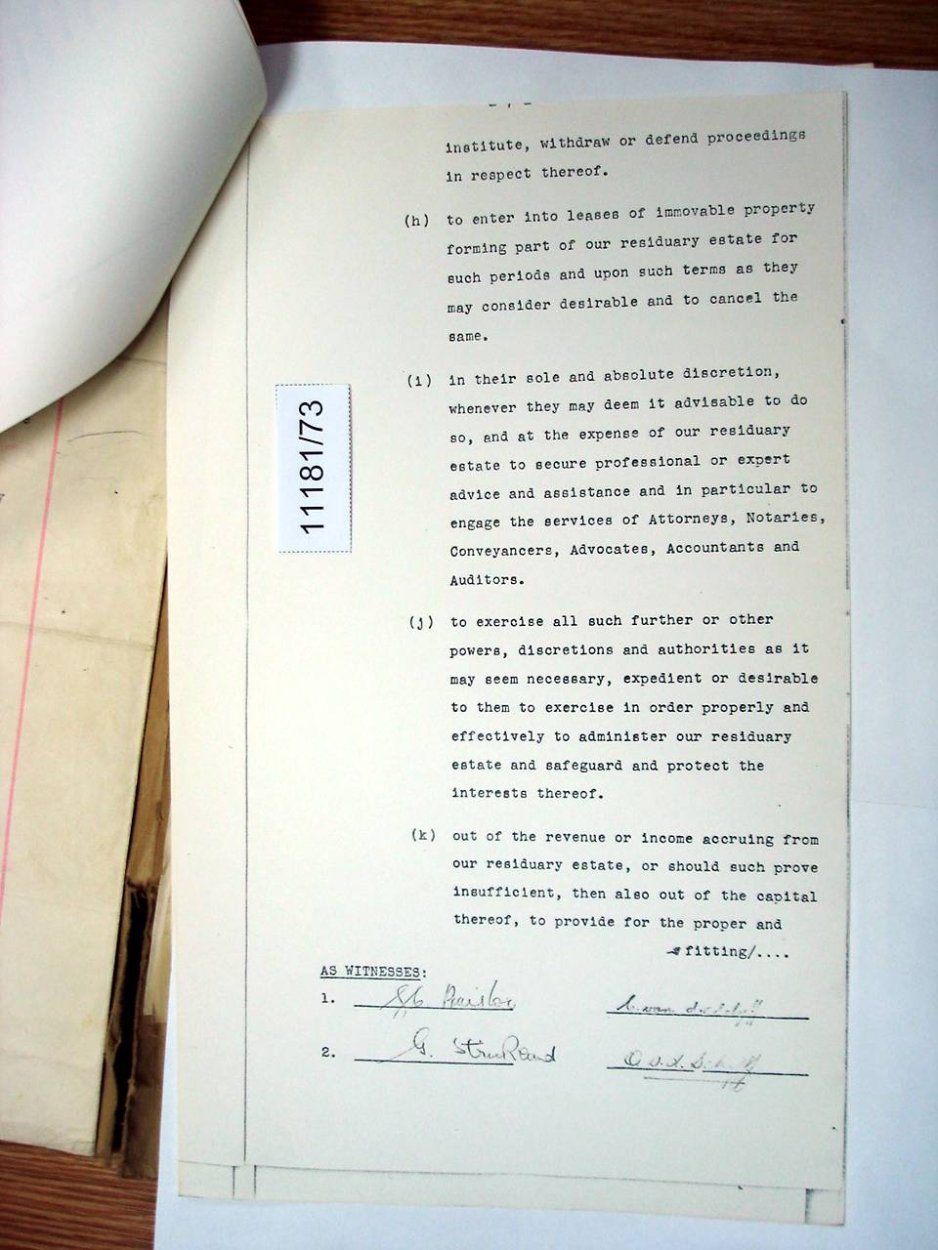 institute, withdraw or defend proceedings
in respect thereof.
(h) to enter into leases of immovable property
forming part of our residuary estate for
such periods and upon such terms as they
may consider desirable and to cancel the
same.
(i) in their sole and absolute discretion,
whenever they may deem it advisable to do
so, and at the expense of our residuary
estate to secure professional or expert
advice and assistance and in particular to
engage the services of Attorneys, Notaries,
Conveyancers, Advocates, Accountants and
Auditors.
11181/73
(j) to exercise all such further or other
powers, discretions and authorities as it
may seem necessary, expedient or desirable
to them to exercise in order properly and
effectively to administer our residuary
estate and safeguard and protect the
interests thereof.
(k) out of the revenue or income accruing from
our residuary estate, or should such prove
insufficient, then also out of the capital
thereof, to provide for the proper and
fitting/....
AS WITNESSES:
1.
2. G.